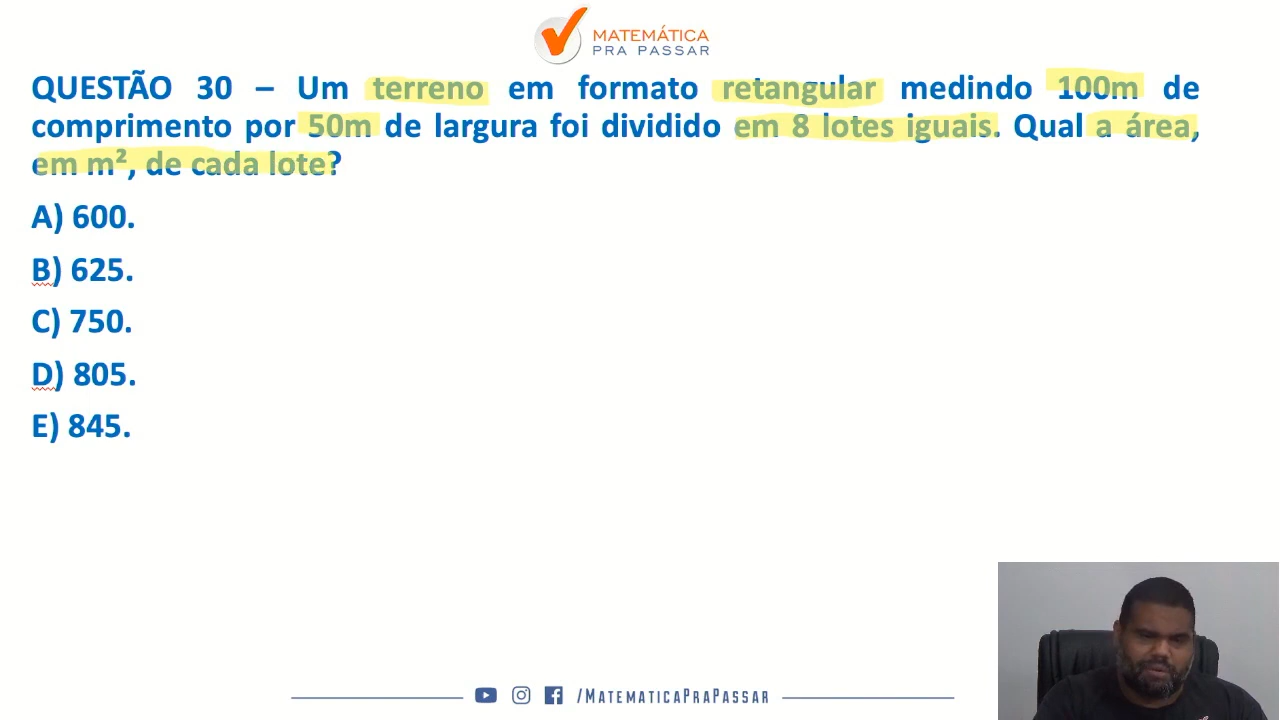 MATEMÁTICA
PRA PASSAR
QUESTÃO 30 – Um terreno em formato retangular medindo 100m de
comprimento por 50m de largura foi dividido em 8 lotes iguais. Qual a área,
em m², de cada lote?
A) 600.
B) 625.
C) 750.
D) 805.
E) 845.
/MATEMATICAPRAPASSAR